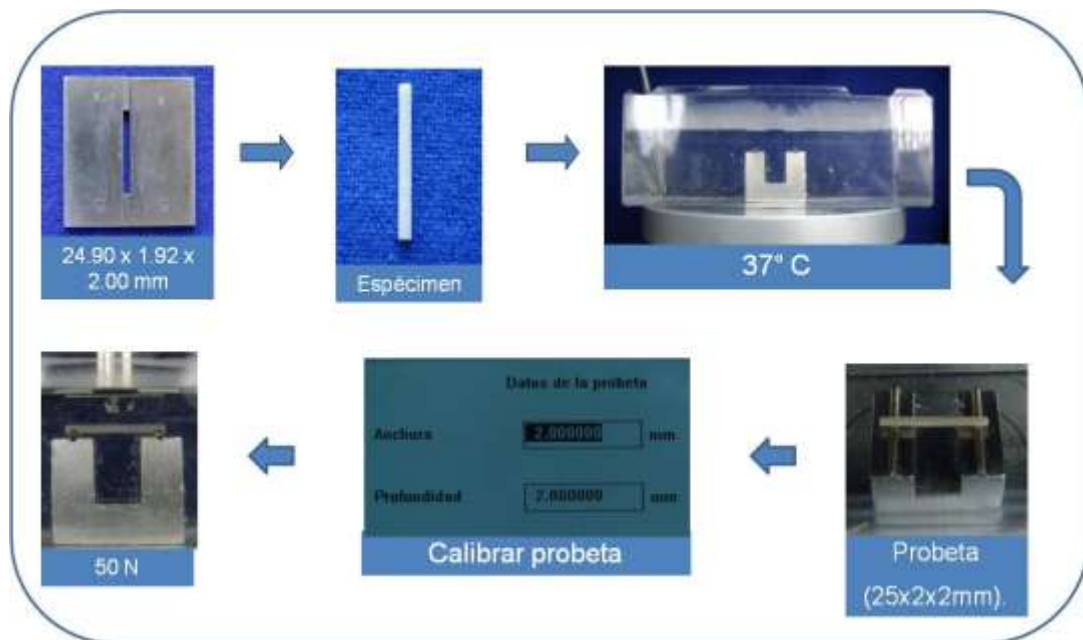 24.90 x 1.92 x
2.00 mm
Espécimen
37° C
Probeta
(25x2x2mm).
Datos de la probeta
Anchura 2.000000 mm
Profundidad 2.000000 mm
Calibrar probeta
50 N